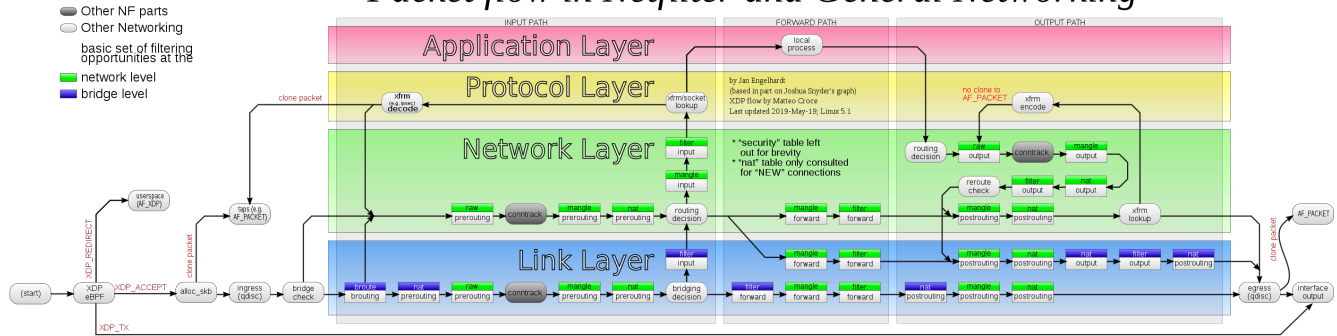 Packet flow in Netfilter and General Networking
Other NF parts
Other Networking
basic set of filtering
opportunities at the
network level
bridge level
INPUT PATH
FORWARD PATH
OUTPUT PATH
Application Layer
local
process
Protocol Layer
clone packet
xfrm
(e.g. ipsec)
decode
xfrm/socket
lookup
by Jan Engelhardt
(based in part on Joshua Snyder's graph)
XDP flow by Matteo Croce
Last updated 2019-May-19; Linux 5.1
no clone to
AF_PACKET
xfrm
encode
Network Layer
filter
input
mangle
input
* "security" table left
out for brevity
* "nat" table only consulted
for "NEW" connections
routing
decision
raw
output
conntrack
mangle
output
reroute
check
filter
output
nat
output
userspace
(AF_XDP)
taps (e.g.
AF_PACKET)
raw
prerouting
conntrack
mangle
prerouting
nat
prerouting
routing
decision
mangle
forward
filter
forward
mangle
postrouting
nat
postrouting
xfrm
lookup
AF_PACKET
XDP_REDIRECT
clone packet
clone packet
Link Layer
filter
input
mangle
forward
filter
forward
mangle
postrouting
nat
postrouting
nat
output
filter
output
nat
postrouting
(start)
XDP
eBPF
XDP_ACCEPT
alloc_skb
ingress
(qdisc)
bridge
check
broute
brouting
nat
prerouting
raw
prerouting
conntrack
mangle
prerouting
nat
prerouting
bridging
decision
filter
forward
mangle
forward
filter
forward
nat
postrouting
mangle
postrouting
nat
postrouting
egress
(qdisc)
interface
output
XDP_TX